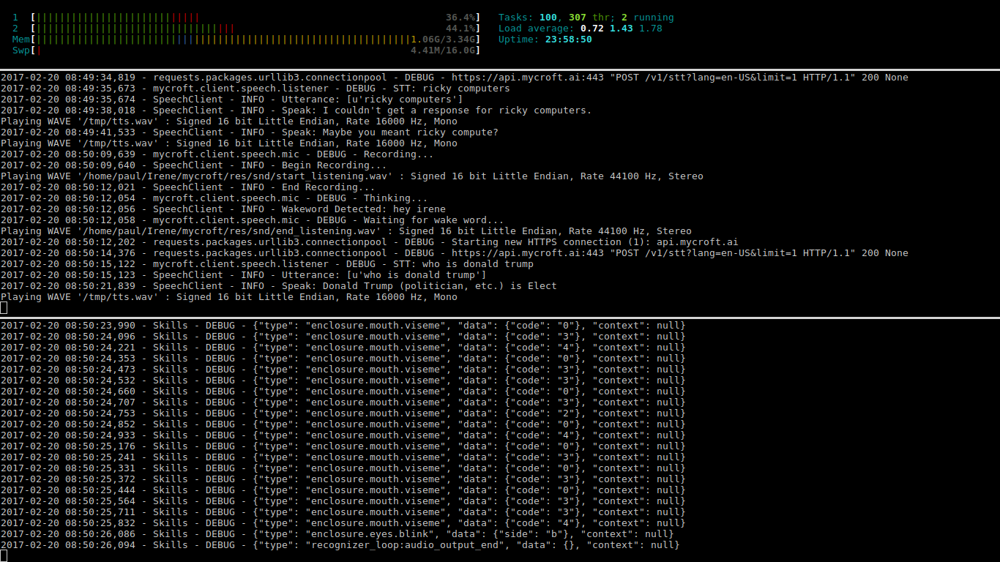 1 [|||||||||||||||||||||||||||| 36.4%] Tasks: 100, 307 thr; 2 running
2 [|||||||||||||||||||||||||||||||||| 44.1%] Load average: 0.72 1.43 1.78
Mem[||||||||||||||||||||||||||||||||||||||||||||||||||||||||||||||||1.06G/3.34G] Uptime: 23:58:50
Swp[| 4.41M/16.0G]
2017-02-20 08:49:34,819 - requests.packages.urllib3.connectionpool - DEBUG - https://api.mycroft.ai:443 "POST /v1/stt?lang=en-US&limit=1 HTTP/1.1" 200 None
2017-02-20 08:49:35,673 - mycroft.client.speech.listener - DEBUG - STT: ricky computers
2017-02-20 08:49:35,674 - SpeechClient - INFO - Utterance: [u'ricky computers']
2017-02-20 08:49:38,018 - SpeechClient - INFO - Speak: I couldn't get a response for ricky computers.
Playing WAVE '/tmp/tts.wav' : Signed 16 bit Little Endian, Rate 16000 Hz, Mono
2017-02-20 08:49:41,533 - SpeechClient - INFO - Speak: Maybe you meant ricky compute?
Playing WAVE '/tmp/tts.wav' : Signed 16 bit Little Endian, Rate 16000 Hz, Mono
2017-02-20 08:50:09,639 - mycroft.client.speech.mic - DEBUG - Recording...
2017-02-20 08:50:09,640 - SpeechClient - INFO - Begin Recording...
Playing WAVE '/home/paul/Irene/mycroft/res/snd/start_listening.wav' : Signed 16 bit Little Endian, Rate 44100 Hz, Stereo
2017-02-20 08:50:12,021 - SpeechClient - INFO - End Recording...
2017-02-20 08:50:12,054 - mycroft.client.speech.mic - DEBUG - Thinking...
2017-02-20 08:50:12,056 - SpeechClient - INFO - Wakeword Detected: hey irene
2017-02-20 08:50:12,058 - mycroft.client.speech.mic - DEBUG - Waiting for wake word...
Playing WAVE '/home/paul/Irene/mycroft/res/snd/end_listening.wav' : Signed 16 bit Little Endian, Rate 44100 Hz, Stereo
2017-02-20 08:50:12,202 - requests.packages.urllib3.connectionpool - DEBUG - Starting new HTTPS connection (1): api.mycroft.ai
2017-02-20 08:50:14,376 - requests.packages.urllib3.connectionpool - DEBUG - https://api.mycroft.ai:443 "POST /v1/stt?lang=en-US&limit=1 HTTP/1.1" 200 None
2017-02-20 08:50:15,122 - mycroft.client.speech.listener - DEBUG - STT: who is donald trump
2017-02-20 08:50:15,123 - SpeechClient - INFO - Utterance: [u'who is donald trump']
2017-02-20 08:50:21,839 - SpeechClient - INFO - Speak: Donald Trump (politician, etc.) is Elect
Playing WAVE '/tmp/tts.wav' : Signed 16 bit Little Endian, Rate 16000 Hz, Mono
2017-02-20 08:50:23,990 - Skills - DEBUG - {"type": "enclosure.mouth.viseme", "data": {"code": "0"}, "context": null}
2017-02-20 08:50:24,096 - Skills - DEBUG - {"type": "enclosure.mouth.viseme", "data": {"code": "3"}, "context": null}
2017-02-20 08:50:24,221 - Skills - DEBUG - {"type": "enclosure.mouth.viseme", "data": {"code": "4"}, "context": null}
2017-02-20 08:50:24,353 - Skills - DEBUG - {"type": "enclosure.mouth.viseme", "data": {"code": "0"}, "context": null}
2017-02-20 08:50:24,473 - Skills - DEBUG - {"type": "enclosure.mouth.viseme", "data": {"code": "3"}, "context": null}
2017-02-20 08:50:24,532 - Skills - DEBUG - {"type": "enclosure.mouth.viseme", "data": {"code": "3"}, "context": null}
2017-02-20 08:50:24,660 - Skills - DEBUG - {"type": "enclosure.mouth.viseme", "data": {"code": "0"}, "context": null}
2017-02-20 08:50:24,707 - Skills - DEBUG - {"type": "enclosure.mouth.viseme", "data": {"code": "3"}, "context": null}
2017-02-20 08:50:24,753 - Skills - DEBUG - {"type": "enclosure.mouth.viseme", "data": {"code": "2"}, "context": null}
2017-02-20 08:50:24,852 - Skills - DEBUG - {"type": "enclosure.mouth.viseme", "data": {"code": "0"}, "context": null}
2017-02-20 08:50:24,933 - Skills - DEBUG - {"type": "enclosure.mouth.viseme", "data": {"code": "4"}, "context": null}
2017-02-20 08:50:25,176 - Skills - DEBUG - {"type": "enclosure.mouth.viseme", "data": {"code": "0"}, "context": null}
2017-02-20 08:50:25,241 - Skills - DEBUG - {"type": "enclosure.mouth.viseme", "data": {"code": "3"}, "context": null}
2017-02-20 08:50:25,331 - Skills - DEBUG - {"type": "enclosure.mouth.viseme", "data": {"code": "0"}, "context": null}
2017-02-20 08:50:25,372 - Skills - DEBUG - {"type": "enclosure.mouth.viseme", "data": {"code": "3"}, "context": null}
2017-02-20 08:50:25,444 - Skills - DEBUG - {"type": "enclosure.mouth.viseme", "data": {"code": "0"}, "context": null}
2017-02-20 08:50:25,564 - Skills - DEBUG - {"type": "enclosure.mouth.viseme", "data": {"code": "3"}, "context": null}
2017-02-20 08:50:25,711 - Skills - DEBUG - {"type": "enclosure.mouth.viseme", "data": {"code": "3"}, "context": null}
2017-02-20 08:50:25,832 - Skills - DEBUG - {"type": "enclosure.mouth.viseme", "data": {"code": "4"}, "context": null}
2017-02-20 08:50:26,086 - Skills - DEBUG - {"type": "enclosure.eyes.blink", "data": {"side": "b"}, "context": null}
2017-02-20 08:50:26,094 - Skills - DEBUG - {"type": "recognizer_loop:audio_output_end", "data": {}, "context": null}